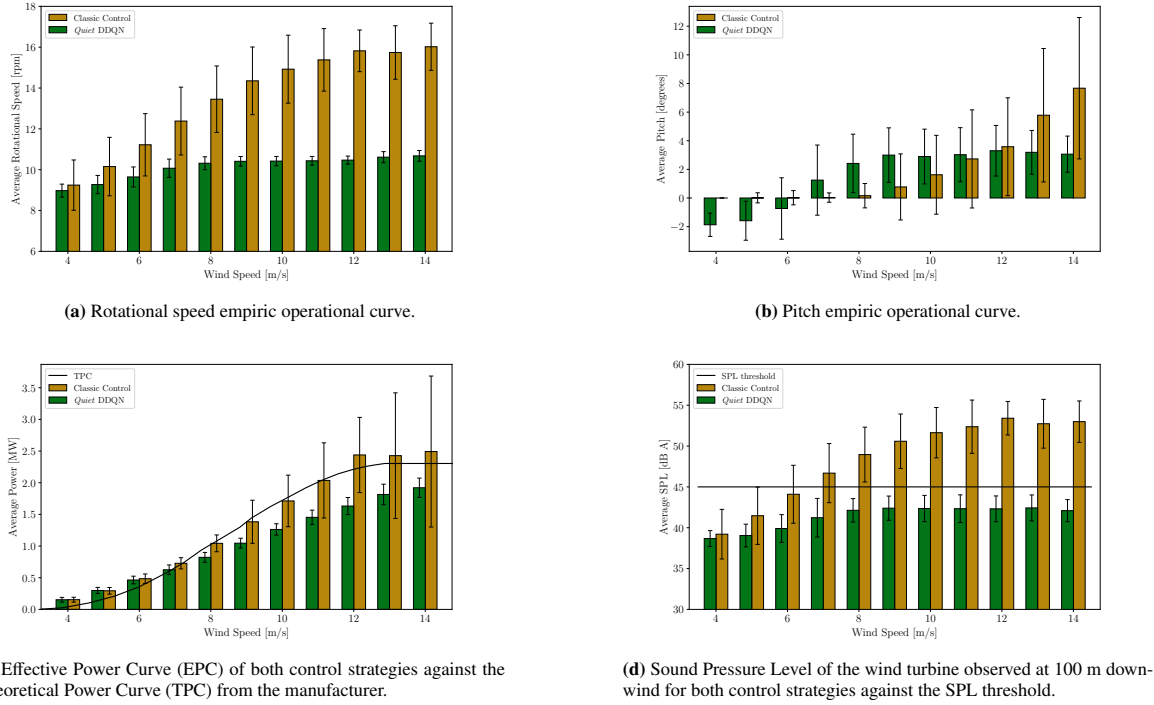 18
16
14
12
10
8
6
Average Rotational Speed [rpm]
Classic Control
Quiet DDQN
4 6 8 10 12 14
Wind Speed [m/s]
(a) Rotational speed empiric operational curve.
12
10
8
6
4
2
0
−2
Average Pitch [degrees]
Quiet DDQN
Classic Control
4 6 8 10 12 14
Wind Speed [m/s]
(b) Pitch empiric operational curve.
3.5
3.0
2.5
2.0
1.5
1.0
0.5
0.0
Average Power [MW]
TPC
Classic Control
Quiet DDQN
4 6 8 10 12 14
Wind Speed [m/s]
Effective Power Curve (EPC) of both control strategies against the
eoretical Power Curve (TPC) from the manufacturer.
60
55
50
45
40
35
30
Average SPL [dB A]
SPL threshold
Classic Control
Quiet DDQN
4 6 8 10 12 14
Wind Speed [m/s]
(d) Sound Pressure Level of the wind turbine observed at 100 m down-
wind for both control strategies against the SPL threshold.